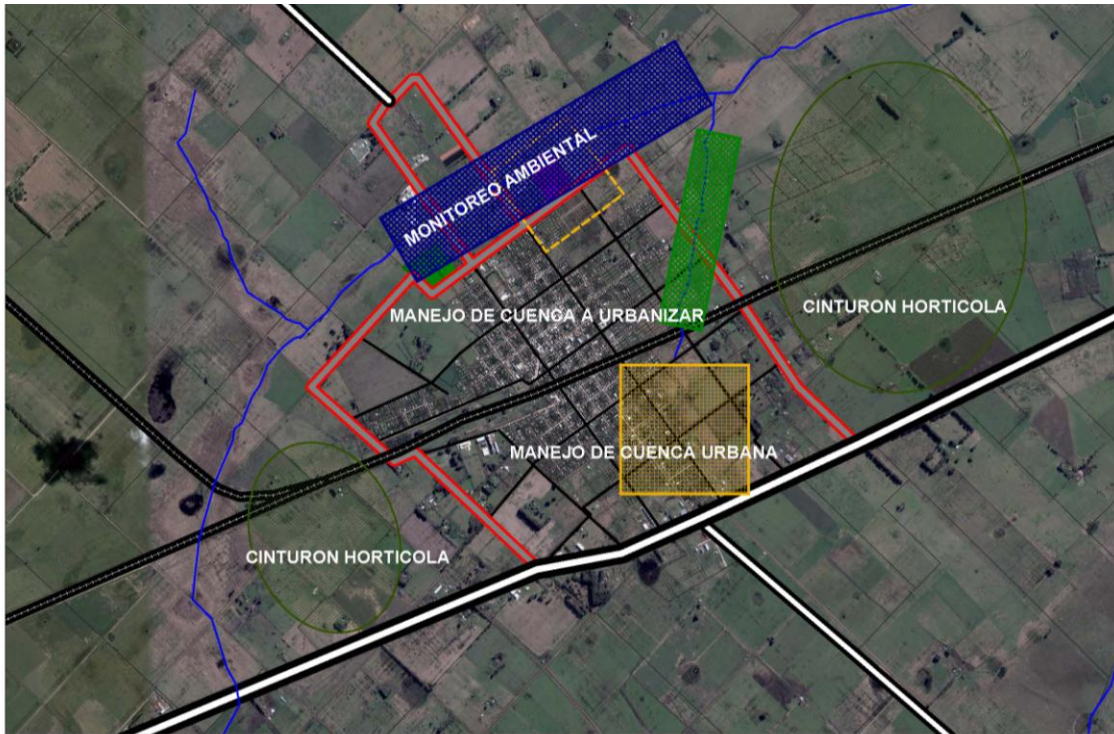 MONITOREO AMBIENTAL
MANEJO DE CUENCA A URBANIZAR
CINTURON HORTICOLA
MANEJO DE CUENCA URBANA
CINTURON HORTICOLA